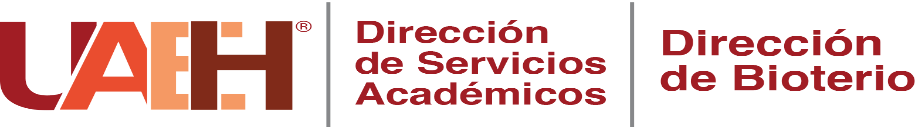 UAEH®
Dirección
de Servicios
Académicos
Dirección
de Bioterio